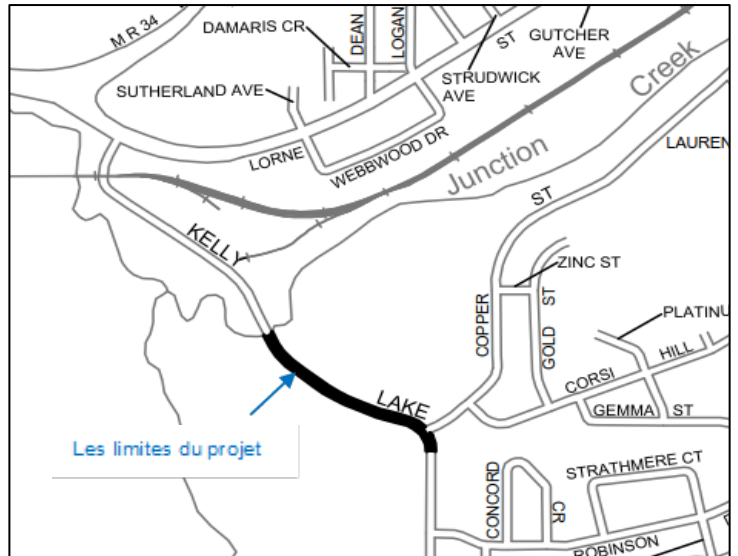 M R 34
DAMARIS CR
DEAN
LOGAN
ST
GUTCHER
AVE
STRUDWICK
AVE
SUTHERLAND AVE
LORNE
WEBBWOOD DR
Junction
Creek
LAUREN
KELLY
ST
ZINC ST
COPPER
GOLD
ST
PLATINU
CORSI
HILL
LAKE
GEMMA
ST
Les limites du projet
CONCORD
CR
STRATHMERE CT
ROBINSON